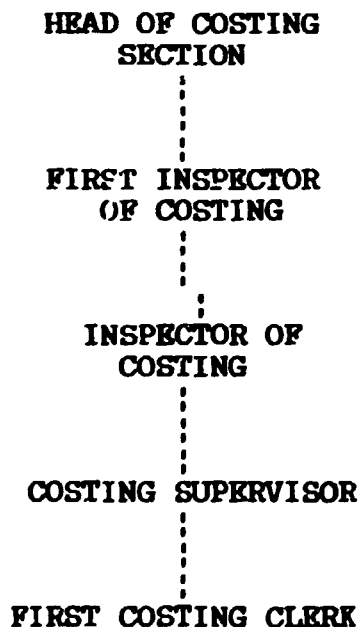 HEAD OF COSTING
SECTION
FIRST INSPECTOR
OF COSTING
INSPECTOR OF
COSTING
COSTING SUPERVISOR
FIRST COSTING CLERK